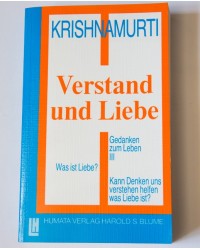 KRISHNAMURTI
Verstand
und Liebe
Gedanken
zum Leben
III
Was ist Liebe?
Kann Denken uns
verstehen helfen
was Liebe ist?
HUMATA VERLAG HAROLD S. BLUME